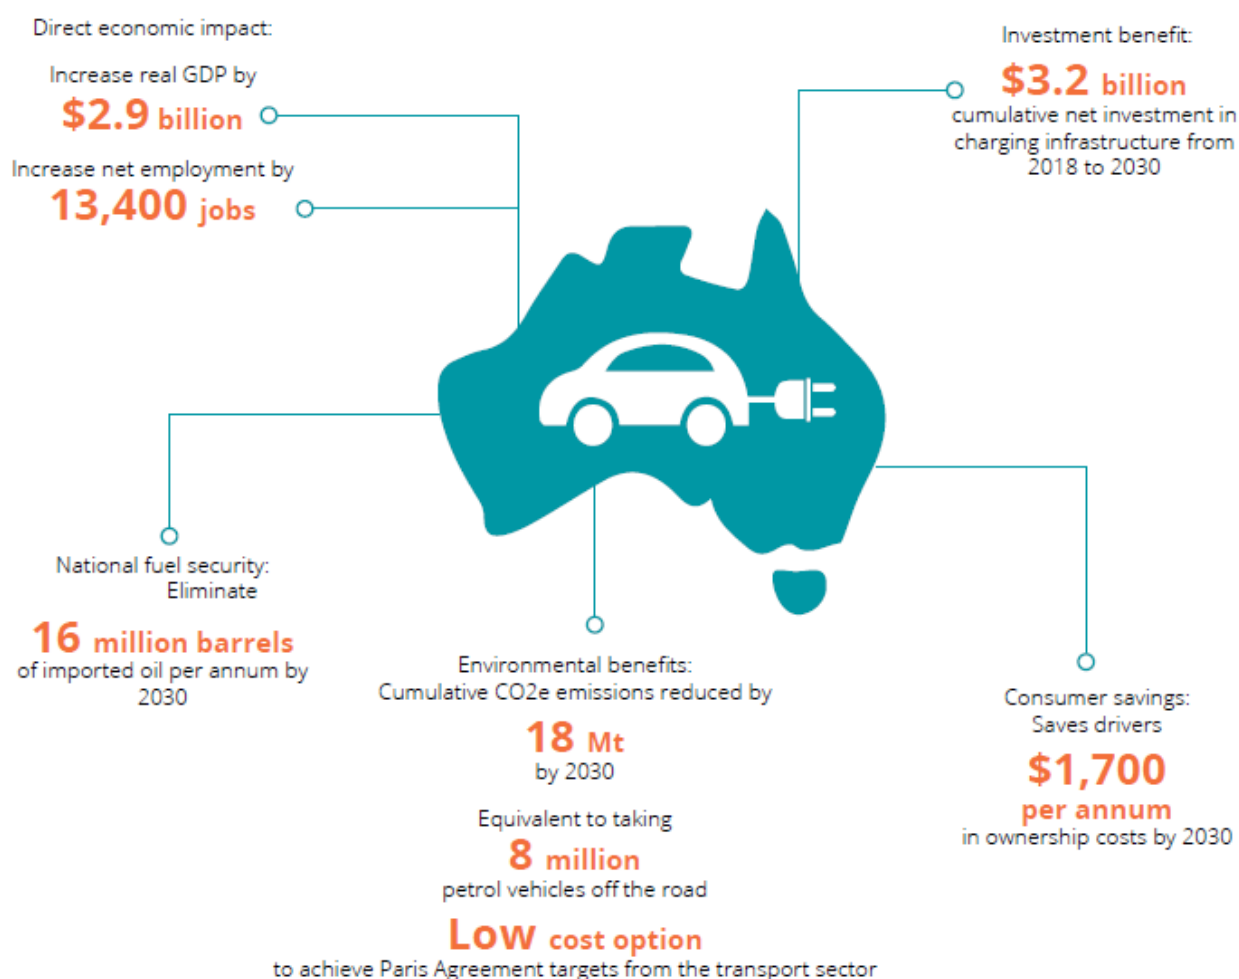 Direct economic impact:
Increase real GDP by
$2.9 billion
Increase net employment by
13,400 jobs
Investment benefit:
$3.2 billion
cumulative net investment in
charging infrastructure from
2018 to 2030
National fuel security:
Eliminate
16 million barrels
of imported oil per annum by
2030
Environmental benefits:
Cumulative CO2e emissions reduced by
18 Mt
by 2030
Equivalent to taking
8 million
petrol vehicles off the road
Low cost option
to achieve Paris Agreement targets from the transport sector
Consumer savings:
Saves drivers
$1,700
per annum
in ownership costs by 2030